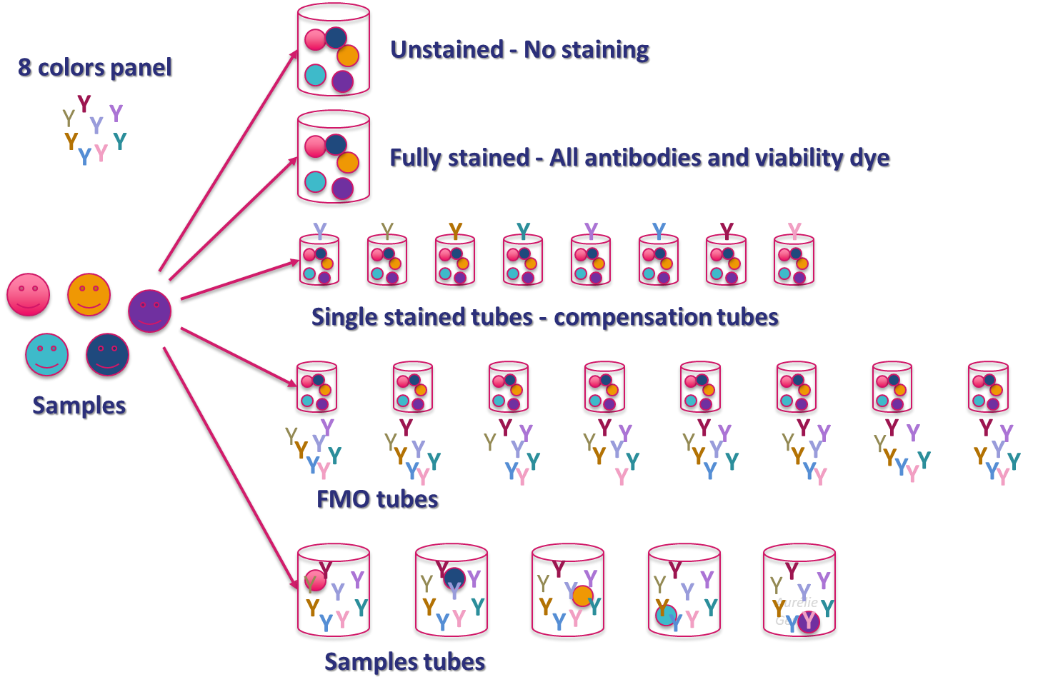 8 colors panel
Unstained - No staining
Fully stained - All antibodies and viability dye
Single stained tubes - compensation tubes
Samples
FMO tubes
Samples tubes
Aurelie